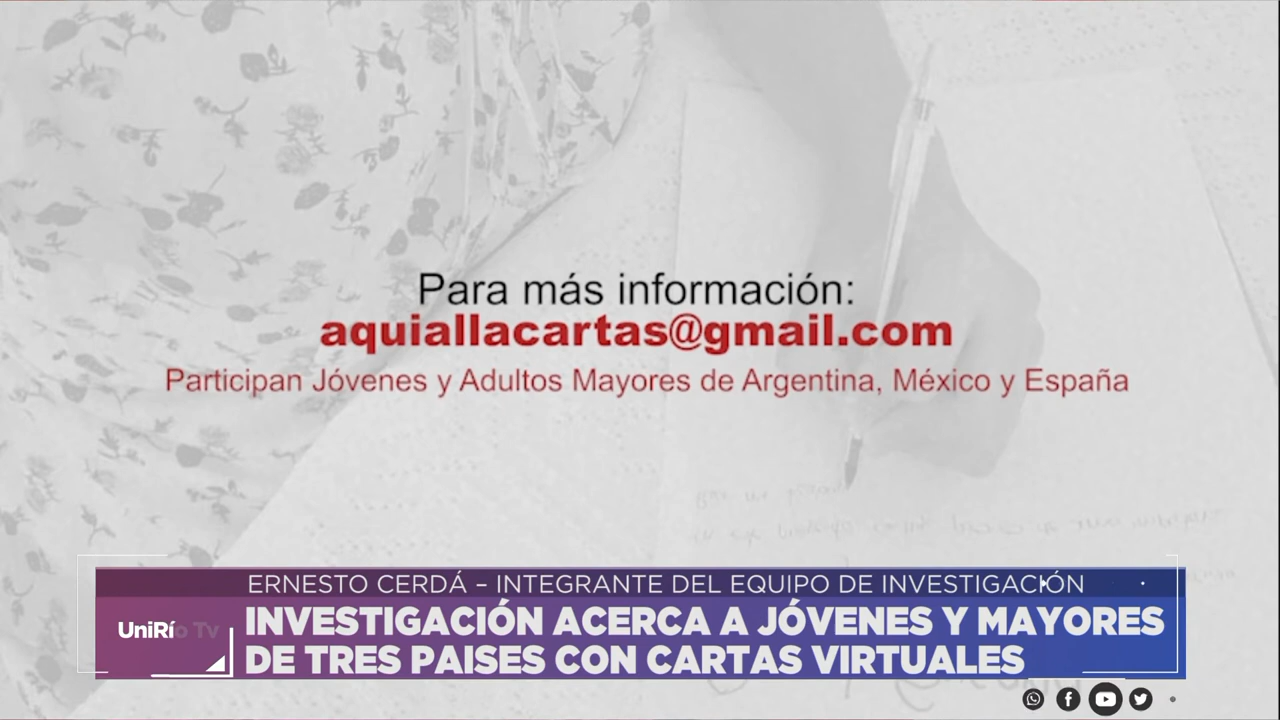 Para más información:
aquiallacartas@gmail.com
Participan Jóvenes y Adultos Mayores de Argentina, México y España
ERNESTO CERDÁ – INTEGRANTE DEL EQUIPO DE INVESTIGACIÓN
UniRío Tv
INVESTIGACIÓN ACERCA A JÓVENES Y MAYORES
DE TRES PAISES CON CARTAS VIRTUALES